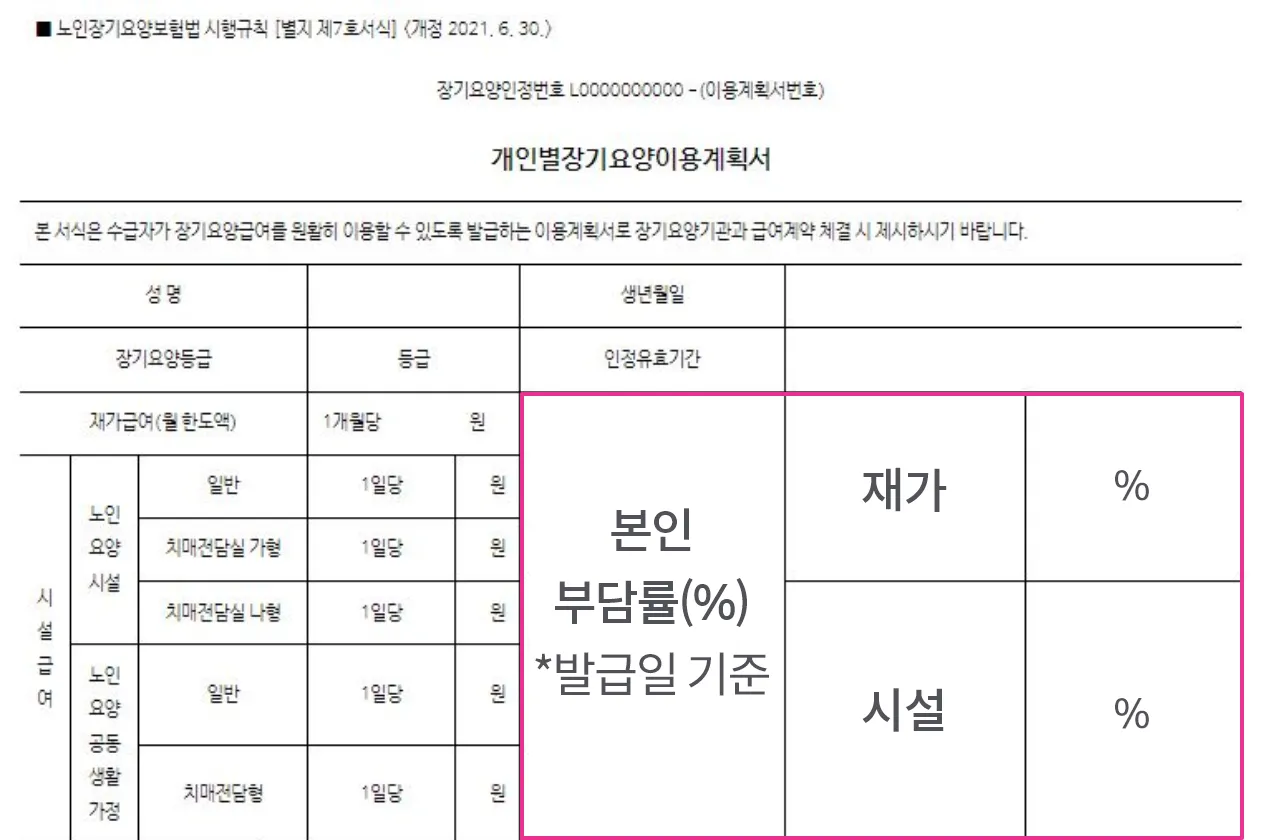 ■ 노인장기요양보험법 시행규칙 [별지 제7호서식] <개정 2021. 6. 30.>
장기요양인정번호 L0000000000 - (이용계획서번호)
개인별장기요양이용계획서
본 서식은 수급자가 장기요양급여를 원활히 이용할 수 있도록 발급하는 이용계획서로 장기요양기관과 급여계약 체결 시 제시하시기 바랍니다.
성 명
생년월일
장기요양등급
등급
인정유효기간
재가급여(월 한도액)
1개월당 원
시
설
급
여
노인
요양
시설
일반
1일당
원
치매전담실 가형
1일당
원
치매전담실 나형
1일당
원
노인
요양
공동
생활
가정
일반
1일당
원
치매전담형
1일당
원
본인
부담률(%)
*발급일 기준
재가
%
시설
%